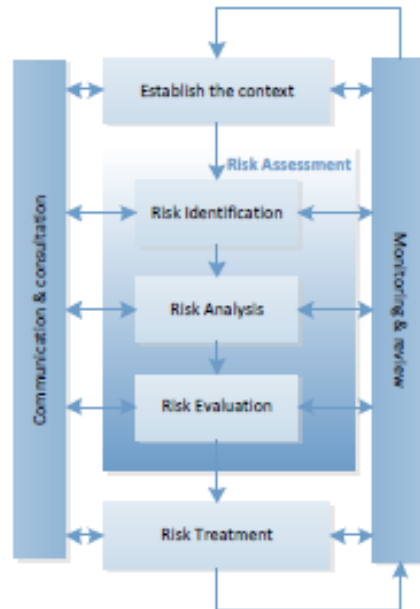 Establish the context
Risk Assessment
Risk Identification
Risk Analysis
Risk Evaluation
Risk Treatment
Communication & consultation
Monitoring & review